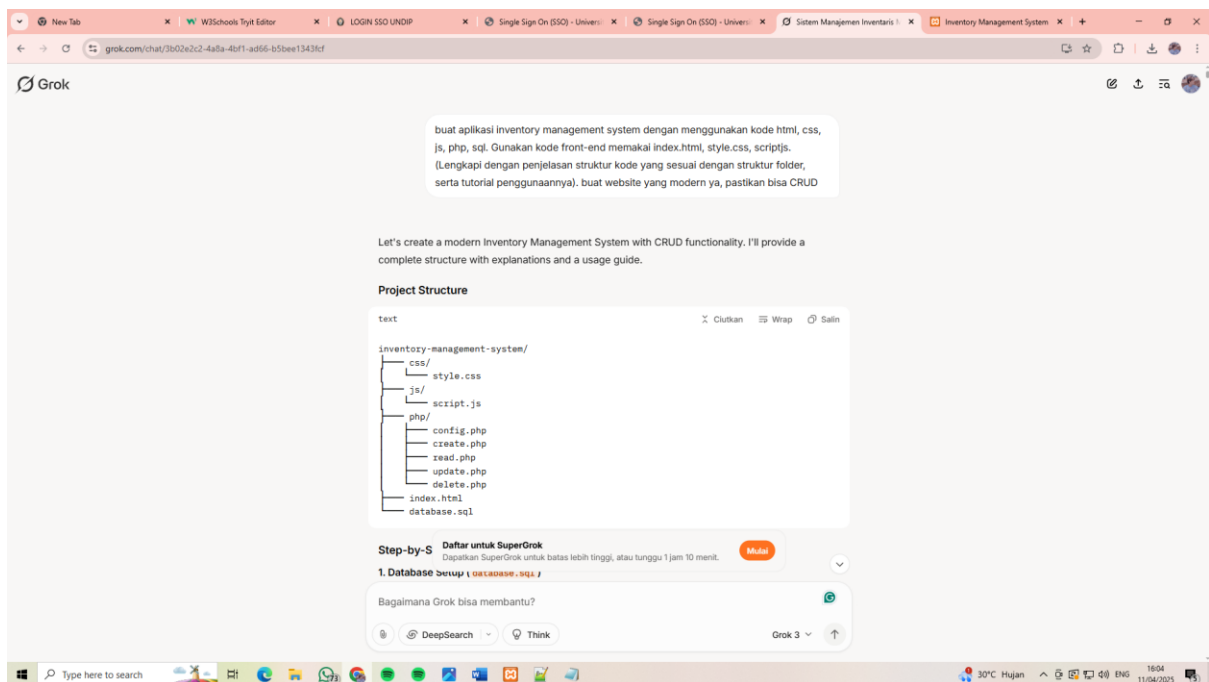 New Tab
W3Schools Tryit Editor
LOGIN SSO UNDIP
Single Sign On (SSO) - Universi
Single Sign On (SSO) - Universi
Sistem Manajemen Inventaris
Inventory Management System
grok.com/chat/3b02e2c2-4a8a-4bf1-ad66-b5bee1343fcf
Grok
buat aplikasi inventory management system dengan menggunakan kode html, css,
js, php, sql. Gunakan kode front-end memakai index.html, style.css, scriptjs.
(Lengkapi dengan penjelasan struktur kode yang sesuai dengan struktur folder,
serta tutorial penggunaannya). buat website yang modern ya, pastikan bisa CRUD
Let's create a modern Inventory Management System with CRUD functionality. I'll provide a
complete structure with explanations and a usage guide.
Project Structure
text
Ciutkan
Wrap
Salin
inventory-management-system/
├── css/
│   └── style.css
├── js/
│   └── script.js
├── php/
│   ├── config.php
│   ├── create.php
│   ├── read.php
│   ├── update.php
│   └── delete.php
├── index.html
└── database.sql
Step-by-S
Daftar untuk SuperGrok
Dapatkan SuperGrok untuk batas lebih tinggi, atau tunggu 1 jam 10 menit.
Mulai
1. Database Setup (database.sql)
Bagaimana Grok bisa membantu?
DeepSearch
Think
Grok 3
Type here to search
30°C Hujan
ENG
16:04
11/04/2025